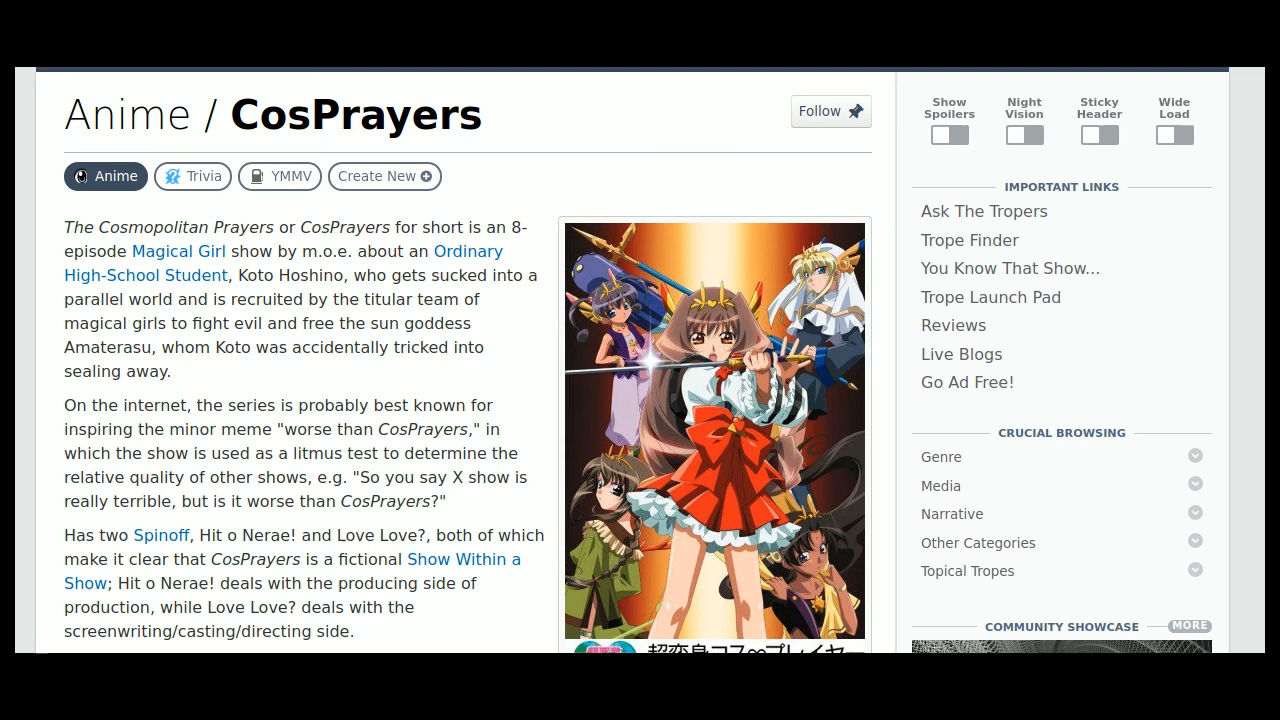 Anime / CosPrayers
Follow
Anime
Trivia
YMMV
Create New
The Cosmopolitan Prayers or CosPrayers for short is an 8-
episode Magical Girl show by m.o.e. about an Ordinary
High-School Student, Koto Hoshino, who gets sucked into a
parallel world and is recruited by the titular team of
magical girls to fight evil and free the sun goddess
Amaterasu, whom Koto was accidentally tricked into
sealing away.
On the internet, the series is probably best known for
inspiring the minor meme "worse than CosPrayers," in
which the show is used as a litmus test to determine the
relative quality of other shows, e.g. "So you say X show is
really terrible, but is it worse than CosPrayers?"
Has two Spinoff, Hit o Nerae! and Love Love?, both of which
make it clear that CosPrayers is a fictional Show Within a
Show; Hit o Nerae! deals with the producing side of
production, while Love Love? deals with the
screenwriting/casting/directing side.
超変身コス∞プレイヤー
Show Spoilers
Night Vision
Sticky Header
Wide Load
IMPORTANT LINKS
Ask The Tropers
Trope Finder
You Know That Show...
Trope Launch Pad
Reviews
Live Blogs
Go Ad Free!
CRUCIAL BROWSING
Genre
Media
Narrative
Other Categories
Topical Tropes
COMMUNITY SHOWCASE
MORE